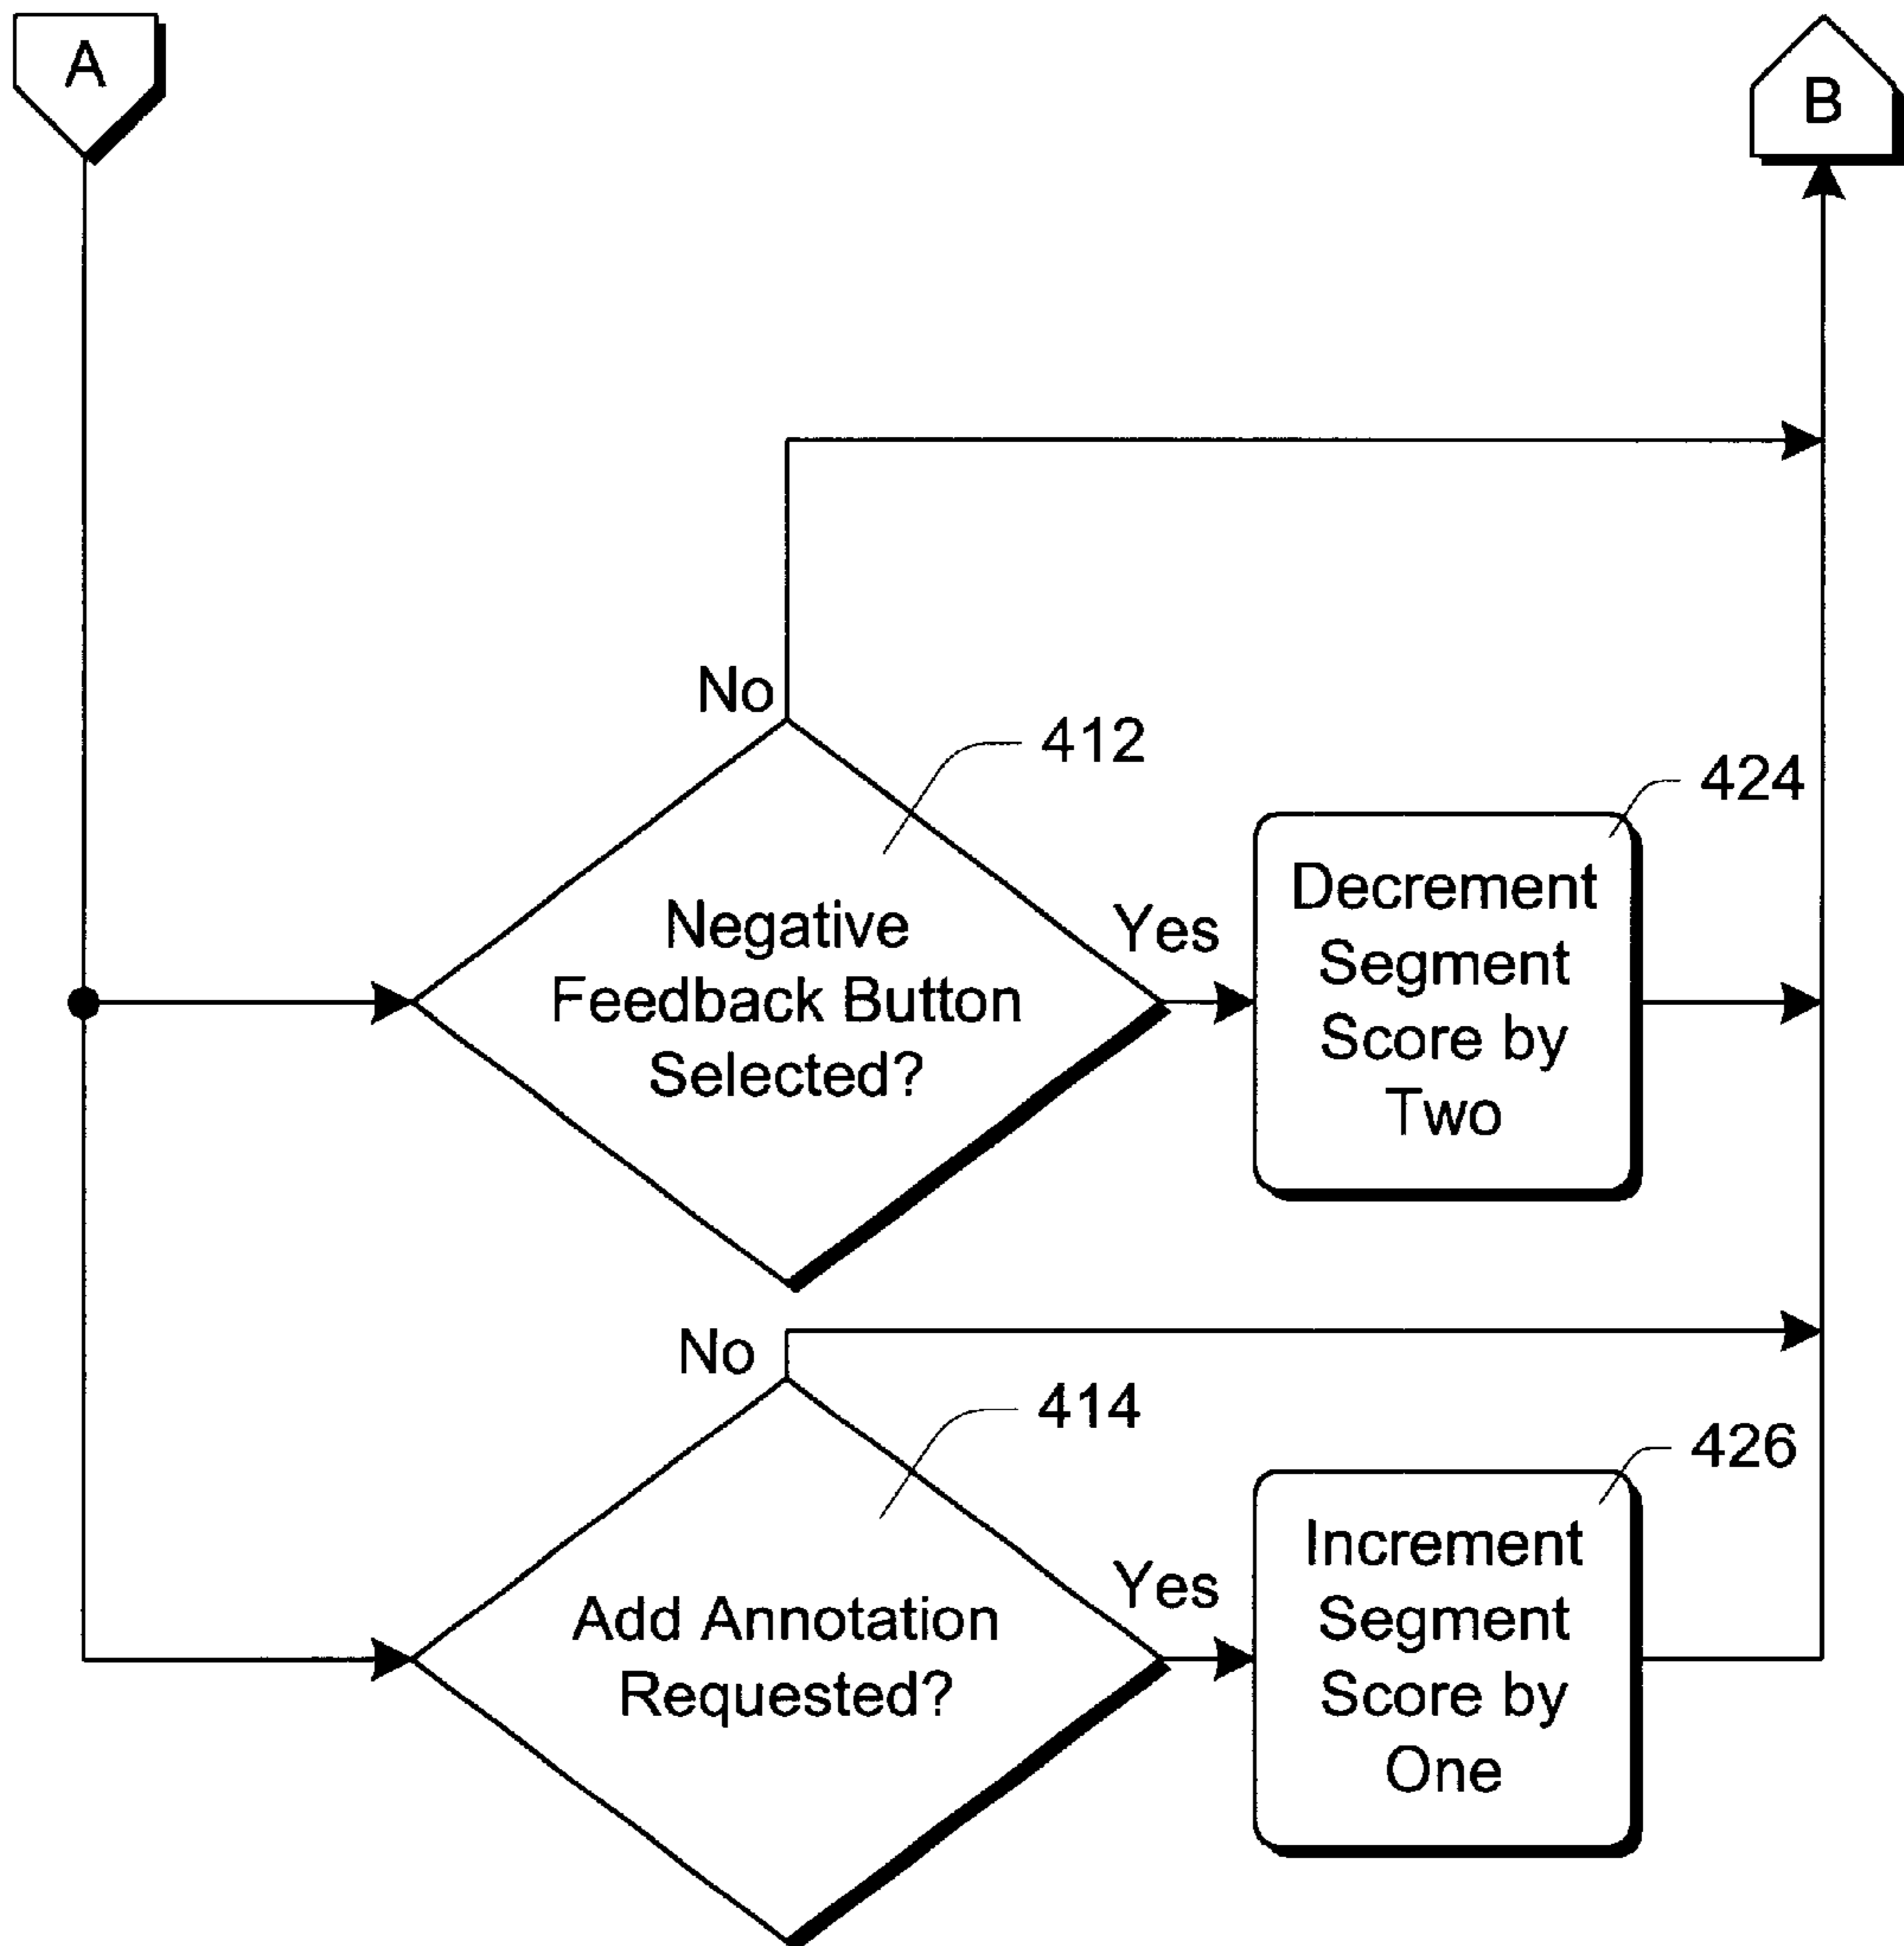 A
B
No
412
424
Negative
Feedback Button
Selected?
Yes
Decrement
Segment
Score by
Two
No
414
426
Add Annotation
Requested?
Yes
Increment
Segment
Score by
One